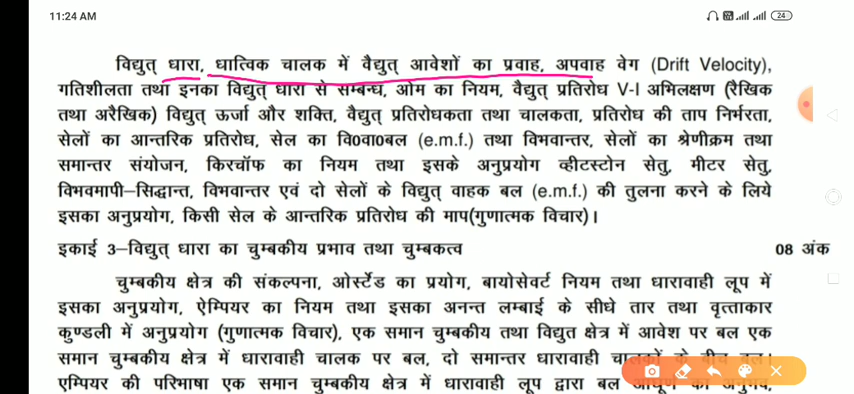 11:24 AM
24
विद्युत् धारा, धात्विक चालक में वैद्युत् आवेशों का प्रवाह, अपवाह वेग (Drift Velocity),
गतिशीलता तथा इनका विद्युत् धारा से सम्बन्ध, ओम का नियम, वैद्युत् प्रतिरोध V-I अभिलक्षण (रैखिक
तथा अरैखिक) विद्युत् ऊर्जा और शक्ति, वैद्युत् प्रतिरोधकता तथा चालकता, प्रतिरोध की ताप निर्भरता,
सेलों का आन्तरिक प्रतिरोध, सेल का वि0वा0बल (e.m.f.) तथा विभवान्तर, सेलों का श्रेणीक्रम तथा
समान्तर संयोजन, किरचॉफ का नियम तथा इसके अनुप्रयोग व्हीटस्टोन सेतु, मीटर सेतु,
विभवमापी–सिद्धान्त, विभवान्तर एवं दो सेलों के विद्युत् वाहक बल (e.m.f.) की तुलना करने के लिये
इसका अनुप्रयोग, किसी सेल के आन्तरिक प्रतिरोध की माप(गुणात्मक विचार)।
इकाई 3–विद्युत् धारा का चुम्बकीय प्रभाव तथा चुम्बकत्व 08 अंक
चुम्बकीय क्षेत्र की संकल्पना, ओर्स्टेड का प्रयोग, बायोसेवर्ट नियम तथा धारावाही लूप में
इसका अनुप्रयोग, ऐम्पियर का नियम तथा इसका अनन्त लम्बाई के सीधे तार तथा वृत्ताकार
कुण्डली में अनुप्रयोग (गुणात्मक विचार), एक समान चुम्बकीय तथा विद्युत क्षेत्र में आवेश पर बल एक
समान चुम्बकीय क्षेत्र में धारावाही चालक पर बल, दो समान्तर धारावाही चालकों के बीच बल।
एम्पियर की परिभाषा एक समान चुम्बकीय क्षेत्र में धारावाही लूप द्वारा बल आघूर्ण का अनुभव,